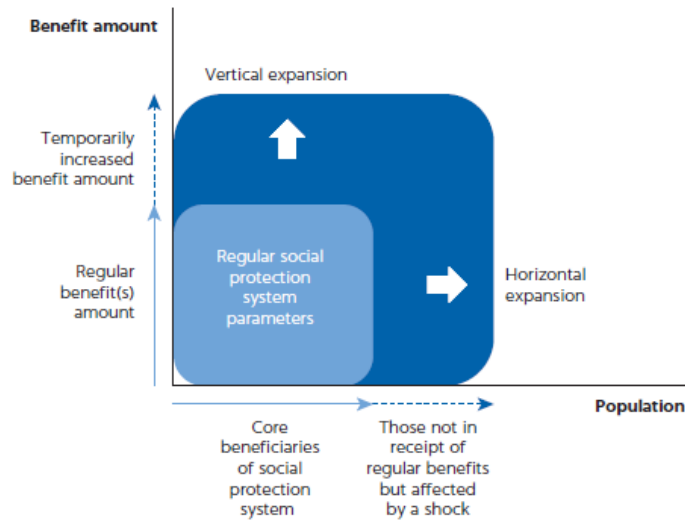 Benefit amount
Vertical expansion
Temporarily
increased
benefit amount
Regular social
protection
system
parameters
Regular
benefit(s)
amount
Horizontal
expansion
Population
Core
beneficiaries
of social
protection
system
Those not in
receipt of
regular benefits
but affected
by a shock